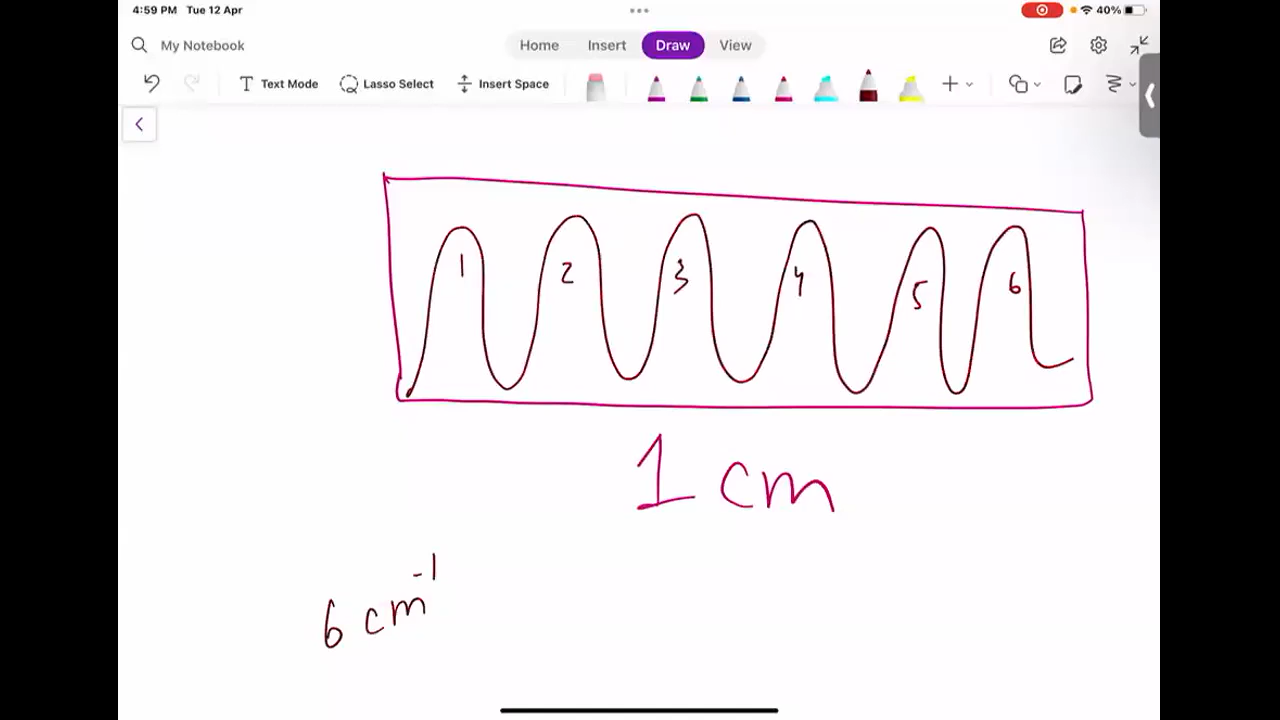 4:59 PM Tue 12 Apr
40%
My Notebook
Home Insert Draw View
Text Mode Lasso Select Insert Space
1 2 3 4 5 6
1 cm
6 cm⁻¹